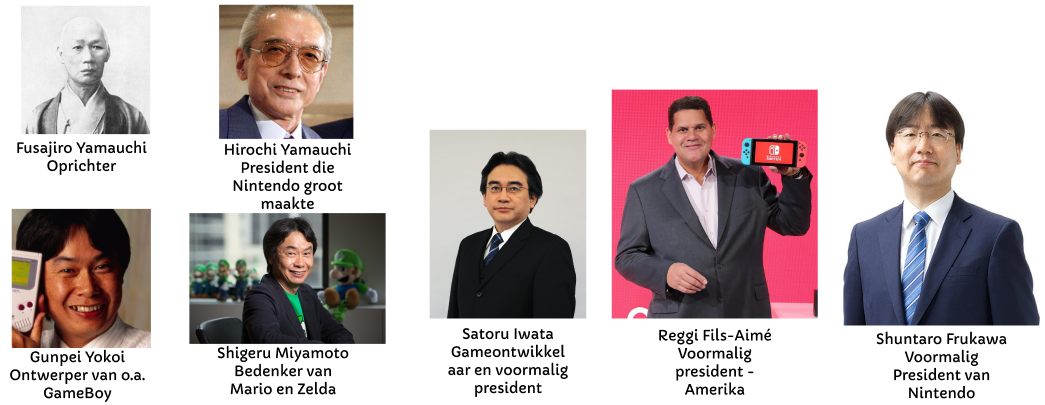 Fusajiro Yamauchi
Oprichter
Hirochi Yamauchi
President die
Nintendo groot
maakte
Gunpei Yokoi
Ontwerper van o.a.
GameBoy
Shigeru Miyamoto
Bedenker van
Mario en Zelda
Satoru Iwata
Gameontwikkel
aar en voormalig
president
Reggi Fils-Aimé
Voormalig
president -
Amerika
Shuntaro Frukawa
Voormalig
President van
Nintendo